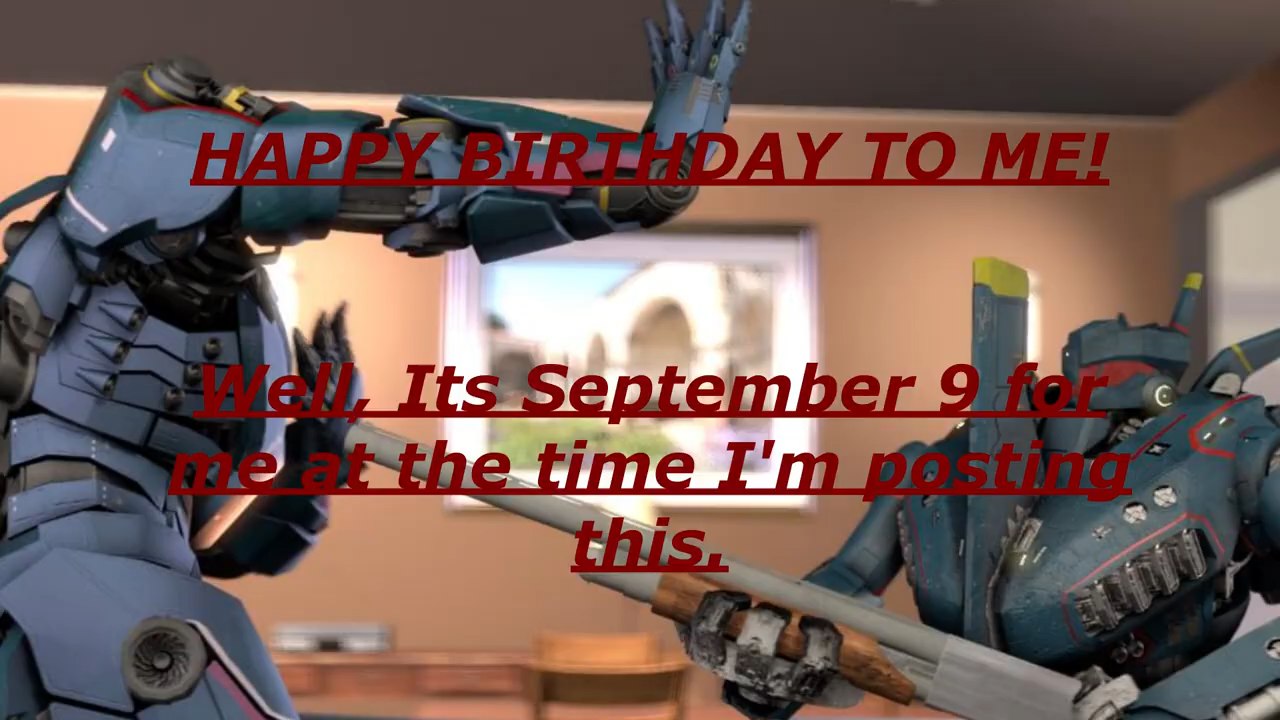 HAPPY BIRTHDAY TO ME!
Well, Its September 9 for
me at the time I'm posting
this.